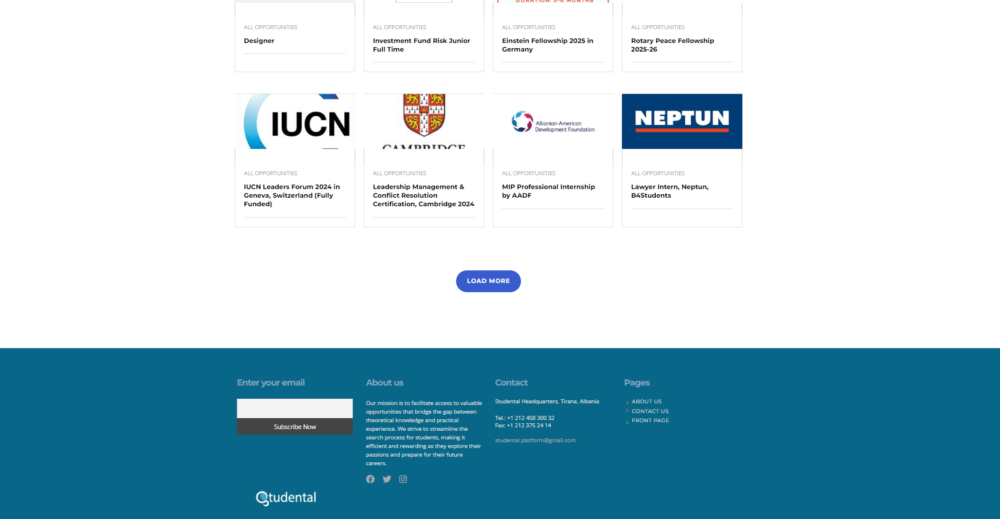 DURATION: 5-6 MONTHS
ALL OPPORTUNITIES
Designer
ALL OPPORTUNITIES
Investment Fund Risk Junior
Full Time
ALL OPPORTUNITIES
Einstein Fellowship 2025 in
Germany
ALL OPPORTUNITIES
Rotary Peace Fellowship
2025-26
IUCN
ALL OPPORTUNITIES
IUCN Leaders Forum 2024 in
Geneva, Switzerland (Fully
Funded)
CAMBRIDGE
ALL OPPORTUNITIES
Leadership Management &
Conflict Resolution
Certification, Cambridge 2024
Albanian-American
Development Foundation
ALL OPPORTUNITIES
MIP Professional Internship
by AADF
NEPTUN
ALL OPPORTUNITIES
Lawyer Intern, Neptun,
B4Students
LOAD MORE
Enter your email
Subscribe Now
Studental
About us
Our mission is to facilitate access to valuable
opportunities that bridge the gap between
theoretical knowledge and practical
experience. We strive to streamline the
search process for students, making it
efficient and rewarding as they explore their
passions and prepare for their future
careers.
Contact
Studental Headquarters, Tirana, Albania
Tel.: +1 212 458 300 32
Fax: +1 212 375 24 14
studental.platform@gmail.com
Pages
ABOUT US
CONTACT US
FRONT PAGE